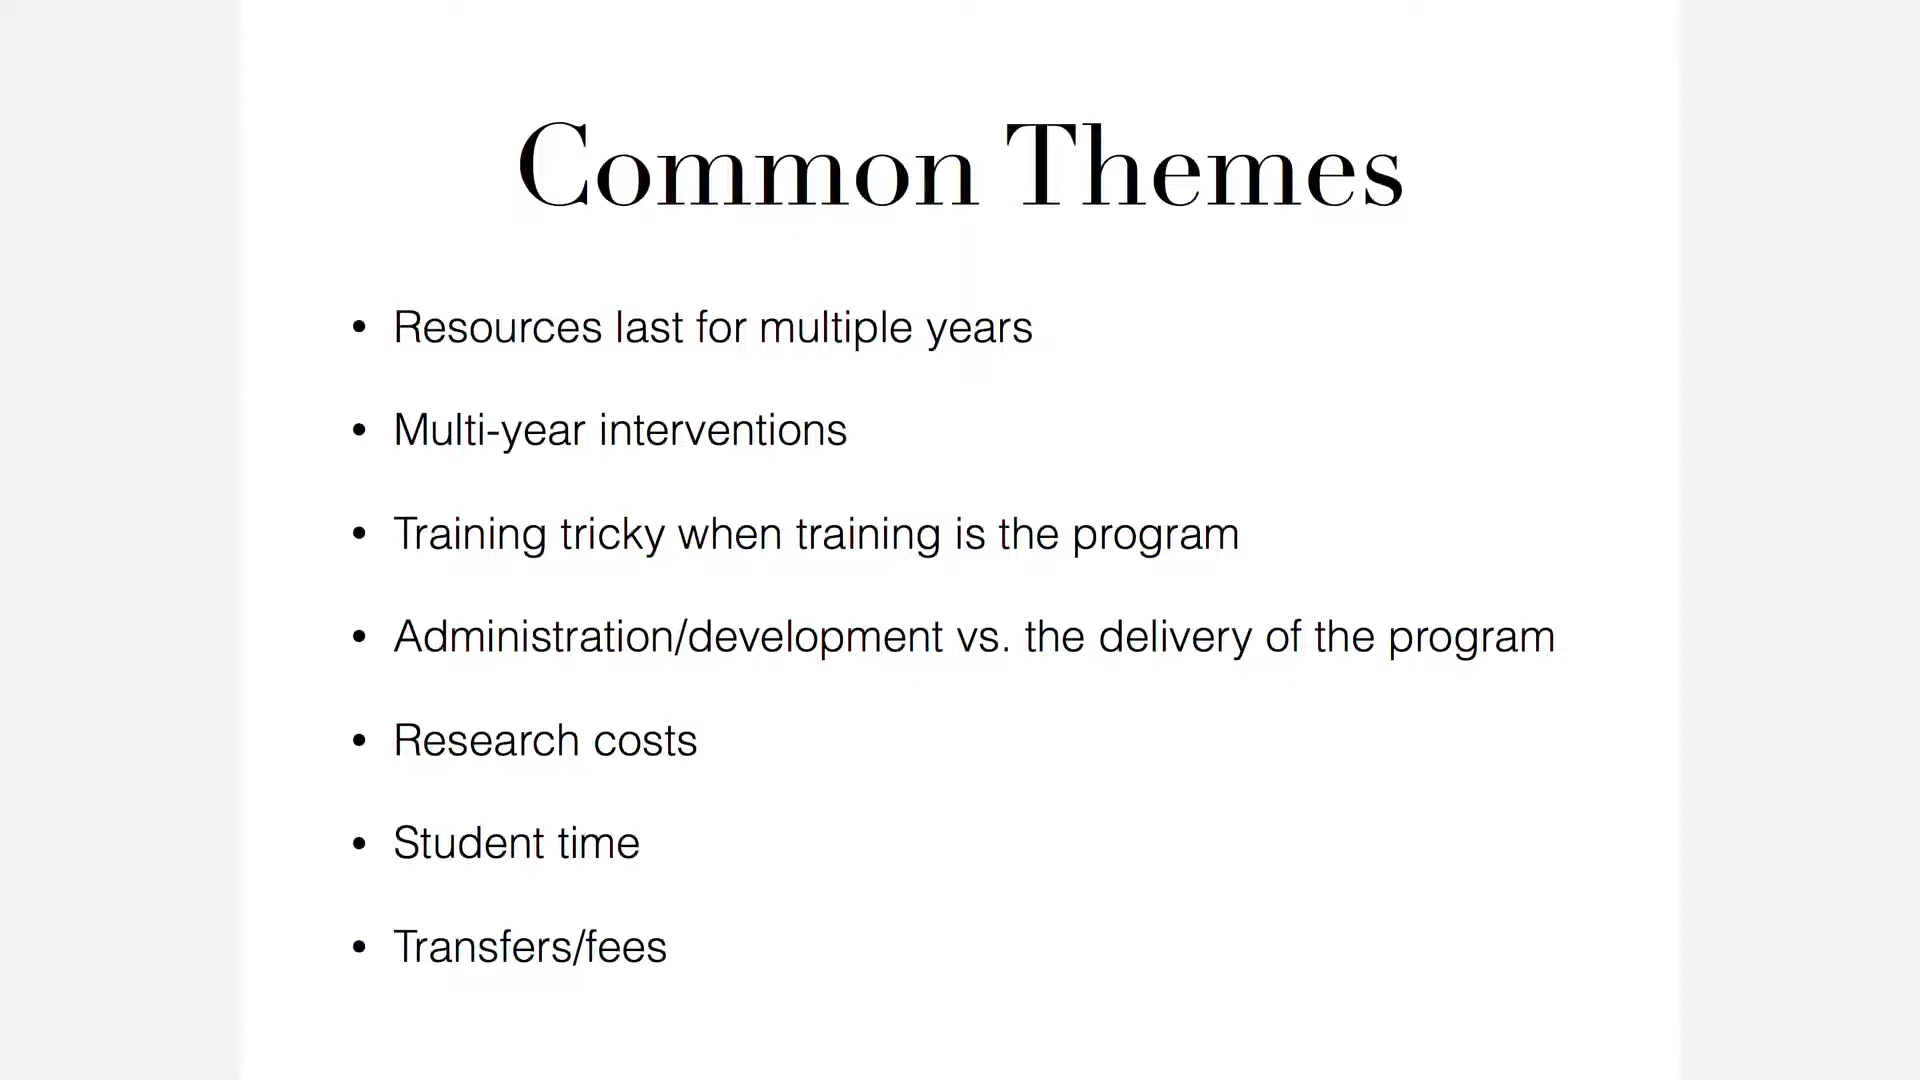 Common Themes
• Resources last for multiple years
• Multi-year interventions
• Training tricky when training is the program
• Administration/development vs. the delivery of the program
• Research costs
• Student time
• Transfers/fees